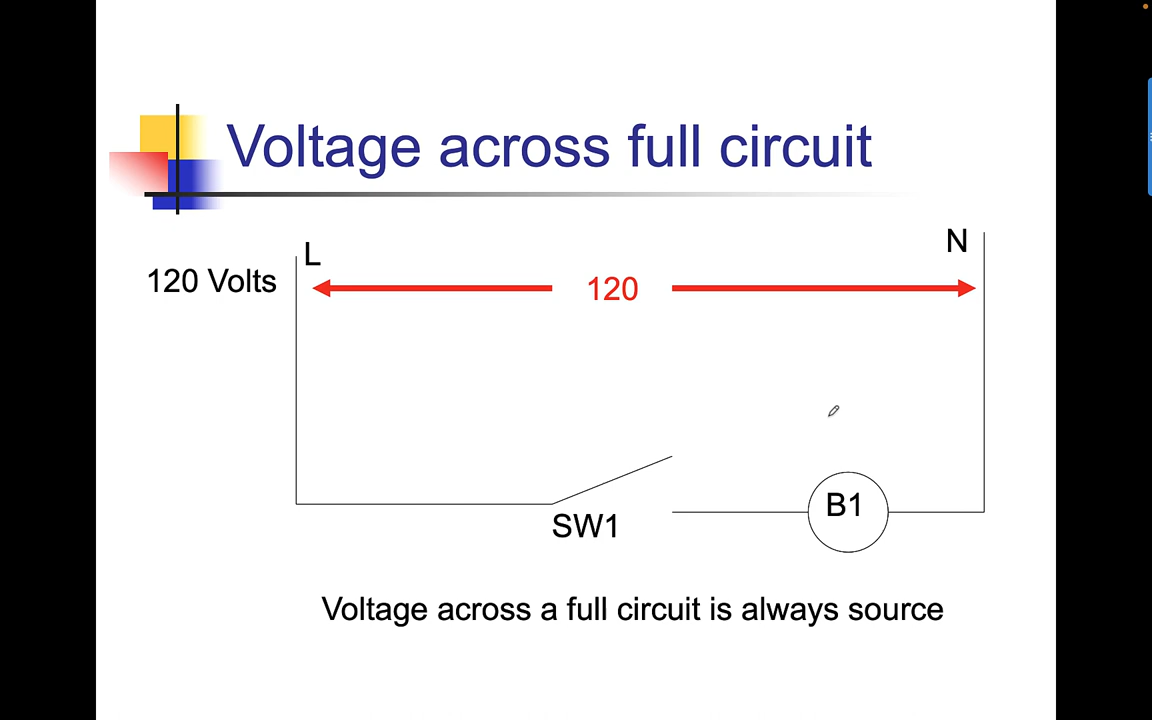 Voltage across full circuit
L
N
120 Volts
120
SW1
B1
Voltage across a full circuit is always source